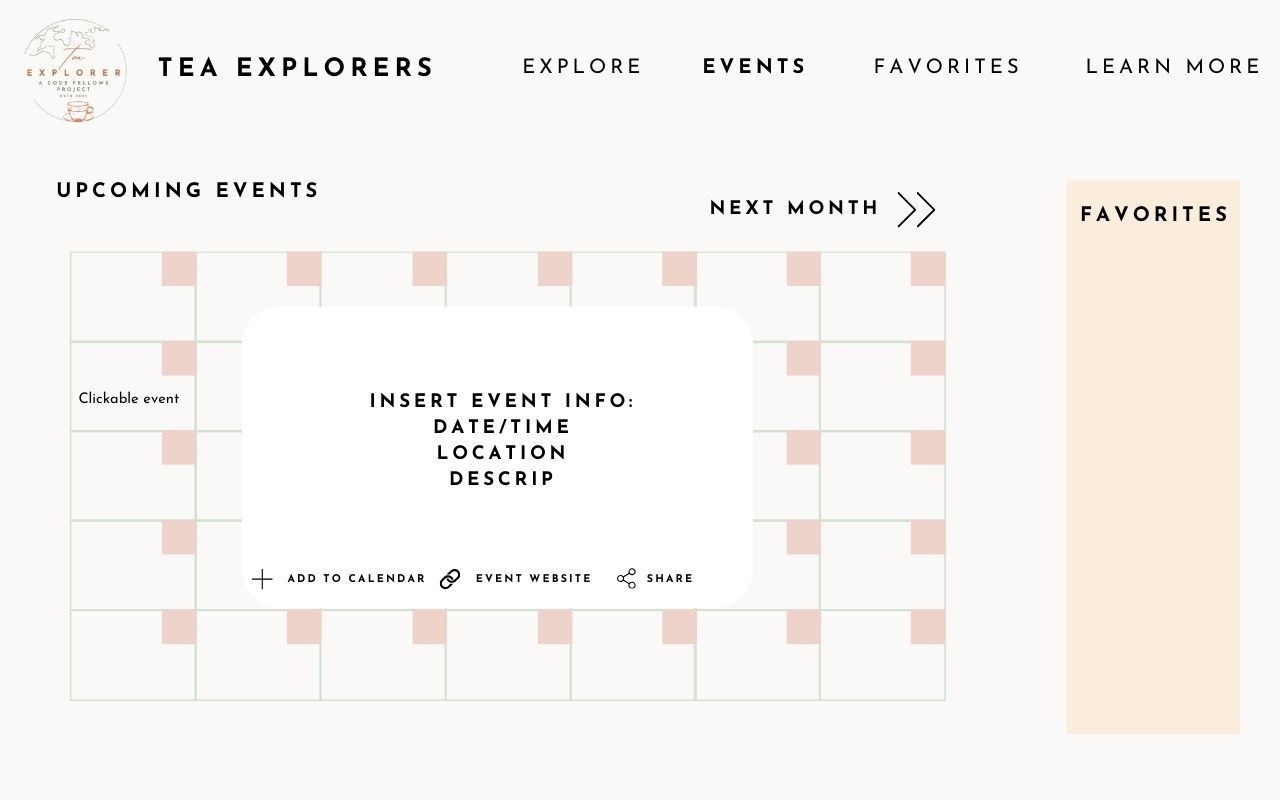 Tea
EXPLORER
A CODE FELLOWS
PROJECT
TEA EXPLORERS
EXPLORE
EVENTS
FAVORITES
LEARN MORE
UPCOMING EVENTS
NEXT MONTH
FAVORITES
Clickable event
INSERT EVENT INFO:
DATE/TIME
LOCATION
DESCRIP
ADD TO CALENDAR
EVENT WEBSITE
SHARE